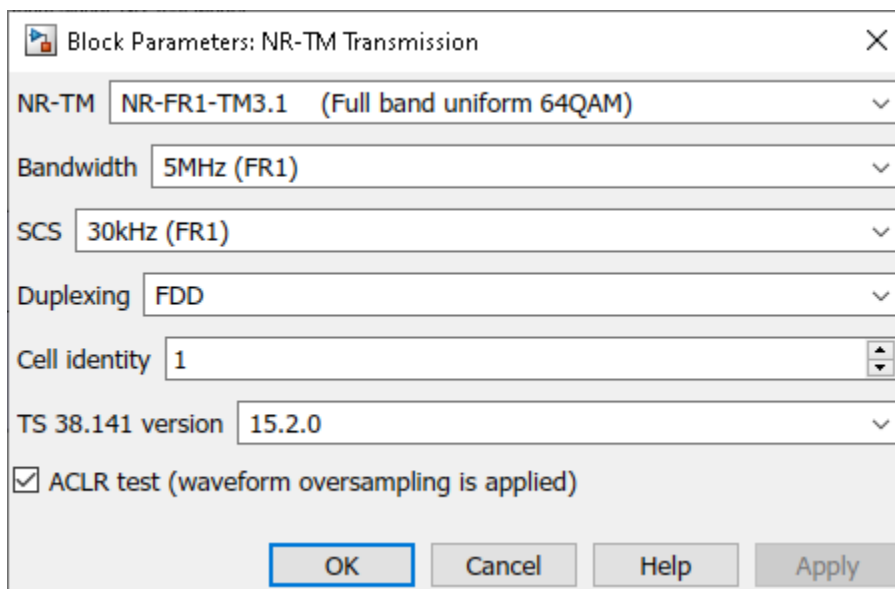 Block Parameters: NR-TM Transmission
NR-TM NR-FR1-TM3.1 (Full band uniform 64QAM)
Bandwidth 5MHz (FR1)
SCS 30kHz (FR1)
Duplexing FDD
Cell identity 1
TS 38.141 version 15.2.0
ACLR test (waveform oversampling is applied)
OK Cancel Help Apply